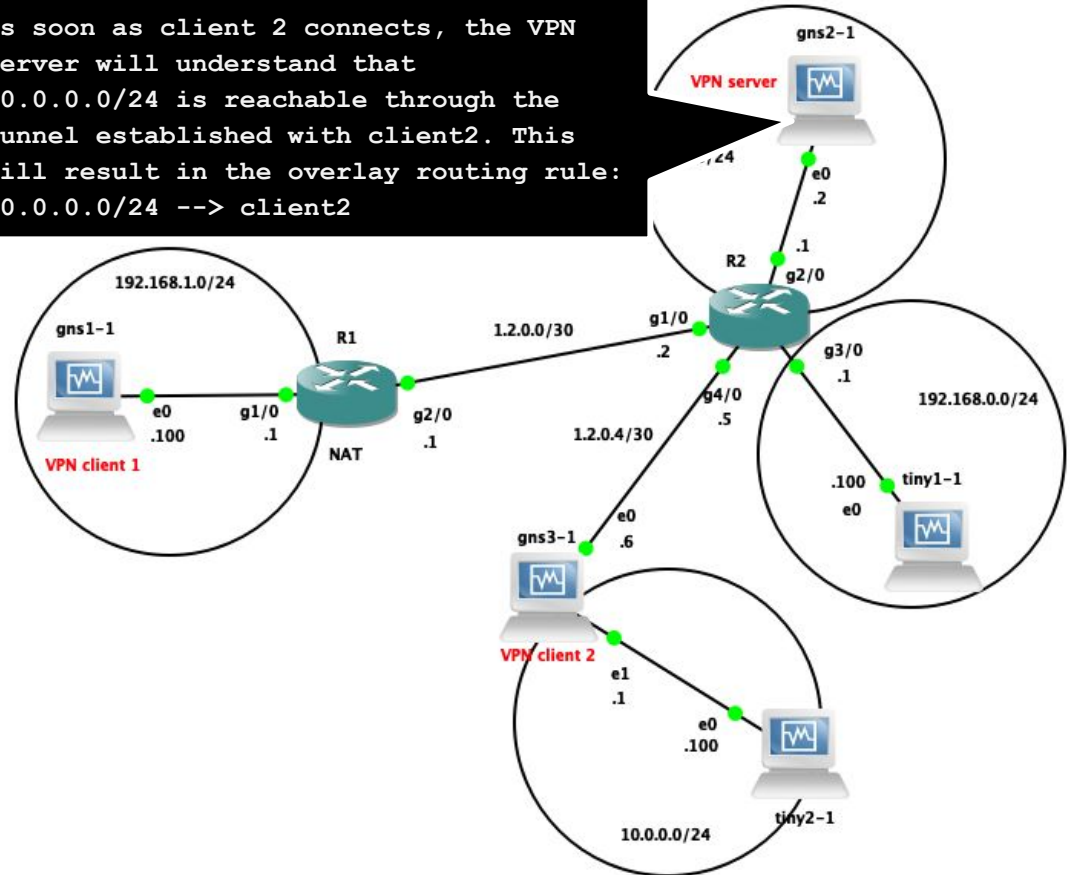 s soon as client 2 connects, the VPN
erver will understand that
0.0.0.0/24 is reachable through the
unnel established with client2. This
ill result in the overlay routing rule:
0.0.0.0/24 --> client2
gns2-1
VPN server
/24
e0
.2
.1
R2
g2/0
192.168.1.0/24
gns1-1
R1
1.2.0.0/30
g1/0
.2
g3/0
.1
e0
.100
g1/0
.1
g2/0
.1
NAT
VPN client 1
g4/0
.5
192.168.0.0/24
1.2.0.4/30
.100
e0
tiny1-1
e0
.6
gns3-1
VPN client 2
e1
.1
e0
.100
tiny2-1
10.0.0.0/24